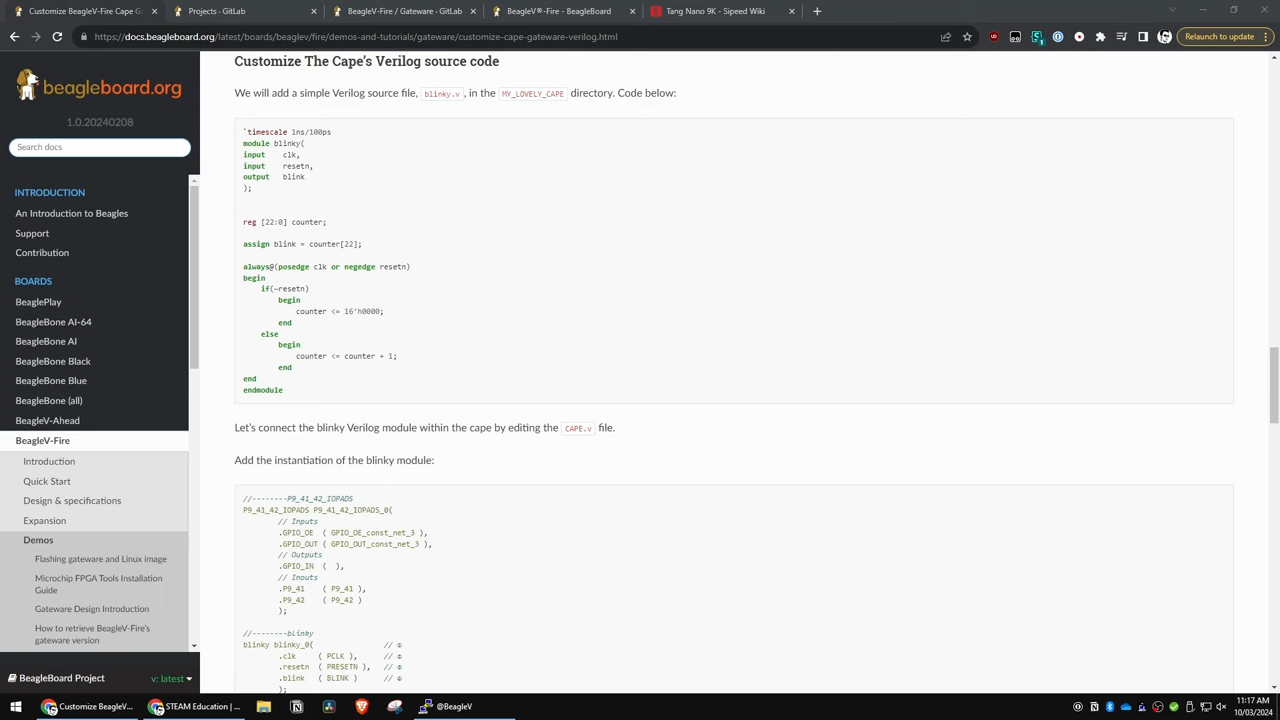 BeagleV-Fire Cape G
Projects · GitLab
BeagleV-Fire / Gateware · GitLab
BeagleV®-Fire - BeagleBoard
Tang Nano 9K - Sipeed Wiki
https://docs.beagleboard.org/latest/boards/beaglev/fire/demos-and-tutorials/gateware/customize-cape-gateware-verilog.html
Relaunch to update
beagleboard.org
1.0.20240208
Search docs
INTRODUCTION
An Introduction to Beagles
Support
Contribution
BOARDS
BeaglePlay
BeagleBone AI-64
BeagleBone AI
BeagleBone Black
BeagleBone Blue
BeagleBone (all)
BeagleV-Ahead
BeagleV-Fire
Introduction
Quick Start
Design & specifications
Expansion
Demos
Flashing gateware and Linux image
Microchip FPGA Tools Installation
Guide
Gateware Design Introduction
How to retrieve BeagleV-Fire's
gateware version
BeagleBoard Project
v: latest
Customize The Cape's Verilog source code
We will add a simple Verilog source file, blinky.v, in the MY_LOVELY_CAPE directory. Code below:
`timescale 1ns/100ps
module blinky(
input    clk,
input    resetn,
output   blink
);
reg [22:0] counter;
assign blink = counter[22];
always@(posedge clk or negedge resetn)
begin
if(~resetn)
begin
counter <= 16'h0000;
end
else
begin
counter <= counter + 1;
end
end
endmodule
Let's connect the blinky Verilog module within the cape by editing the CAPE.v file.
Add the instantiation of the blinky module:
//--------P9_41_42_IOPADS
P9_41_42_IOPADS P9_41_42_IOPADS_0(
// Inputs
.GPIO_OE  ( GPIO_OE_const_net_3 ),
.GPIO_OUT ( GPIO_OUT_const_net_3 ),
// Outputs
.GPIO_IN  (  ),
// Inouts
.P9_41    ( P9_41 ),
.P9_42    ( P9_42 )
);
//--------blinky
blinky blinky_0(                //
.clk     ( PCLK ),      //
.resetn  ( PRESETN ),   //
.blink   ( BLINK )      //
);
Customize BeagleV...
STEAM Education | ...
@BeagleV
11:17 AM
10/03/2024